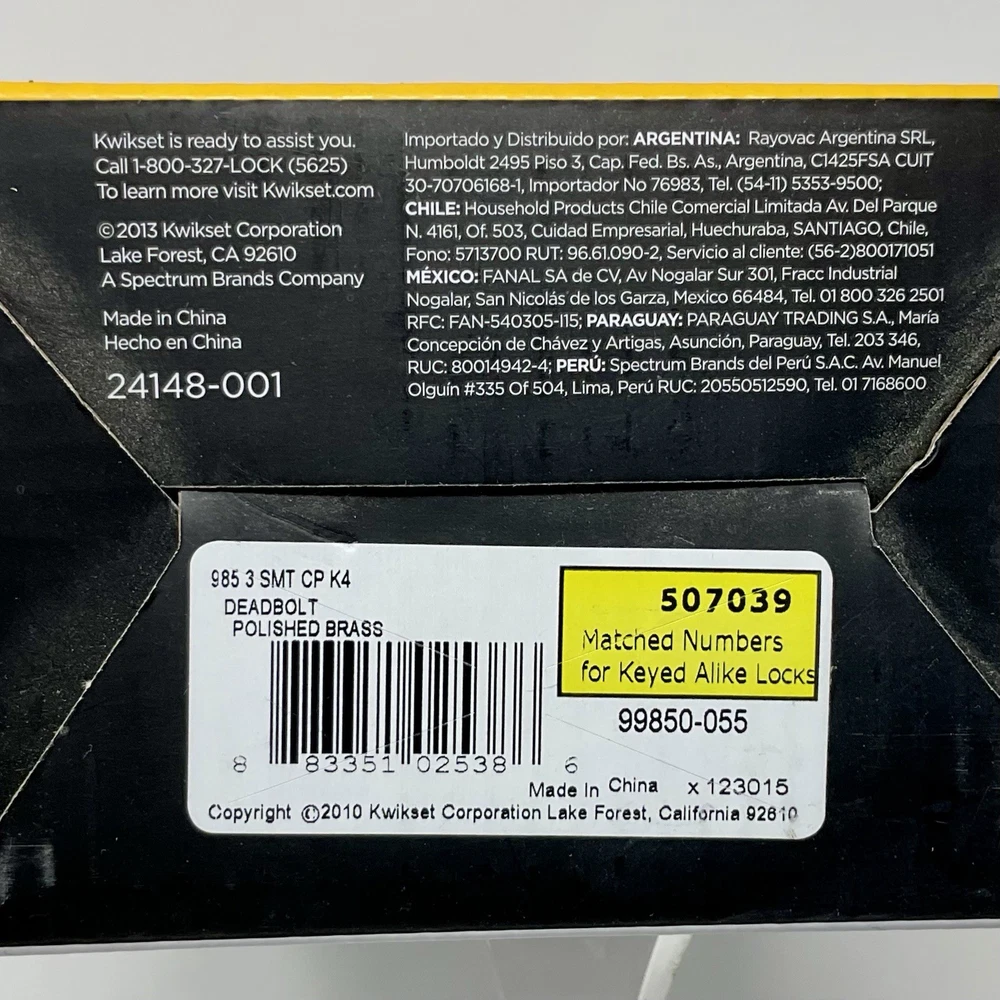 Kwikset is ready to assist you.
Call 1-800-327-LOCK (5625)
To learn more visit Kwikset.com
©2013 Kwikset Corporation
Lake Forest, CA 92610
A Spectrum Brands Company
Made in China
Hecho en China
24148-001
Importado y Distribuido por: ARGENTINA: Rayovac Argentina SRL,
Humboldt 2495 Piso 3, Cap. Fed. Bs. As., Argentina, C1425FSA CUIT
30-70706168-1, Importador No 76983, Tel. (54-11) 5353-9500;
CHILE: Household Products Chile Comercial Limitada Av. Del Parque
N. 4161, Of. 503, Cuidad Empresarial, Huechuraba, SANTIAGO, Chile,
Fono: 5713700 RUT: 96.61.090-2, Servicio al cliente: (56-2)800171051
MÉXICO: FANAL SA de CV, Av Nogalar Sur 301, Fracc Industrial
Nogalar, San Nicolás de los Garza, Mexico 66484, Tel. 01 800 326 2501
RFC: FAN-540305-I15; PARAGUAY: PARAGUAY TRADING S.A., María
Concepción de Chávez y Artigas, Asunción, Paraguay, Tel. 203 346,
RUC: 80014942-4; PERÚ: Spectrum Brands del Perú S.A.C. Av. Manuel
Olguín #335 Of 504, Lima, Perú RUC: 20550512590, Tel. 01 7168600
985 3 SMT CP K4
DEADBOLT
POLISHED BRASS
8 83351 02538 6
507039
Matched Numbers
for Keyed Alike Locks
99850-055
Made In China x 123015
Copyright ©2010 Kwikset Corporation Lake Forest, California 92610